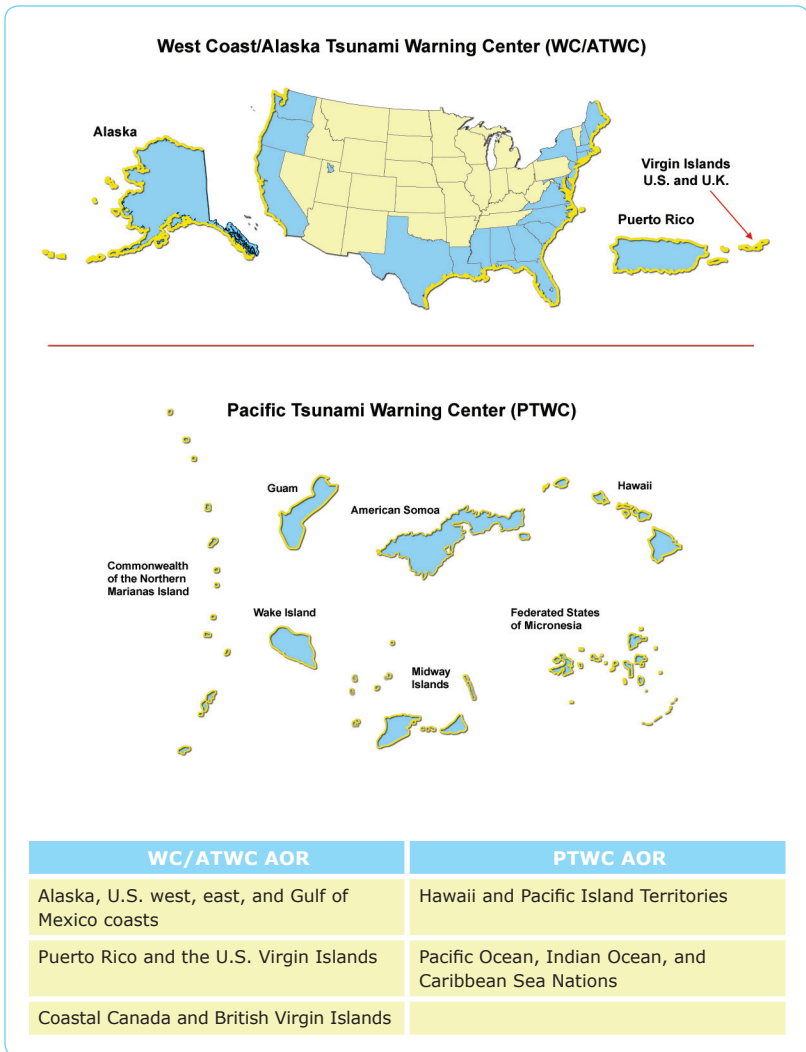 West Coast/Alaska Tsunami Warning Center (WC/ATWC)
Alaska
Virgin Islands
U.S. and U.K.
Puerto Rico
Pacific Tsunami Warning Center (PTWC)
Guam
American Somoa
Hawaii
Commonwealth
of the Northern
Marianas Island
Wake Island
Federated States
of Micronesia
Midway
Islands
WC/ATWC AOR
PTWC AOR
Alaska, U.S. west, east, and Gulf of
Mexico coasts
Hawaii and Pacific Island Territories
Puerto Rico and the U.S. Virgin Islands
Pacific Ocean, Indian Ocean, and
Caribbean Sea Nations
Coastal Canada and British Virgin Islands